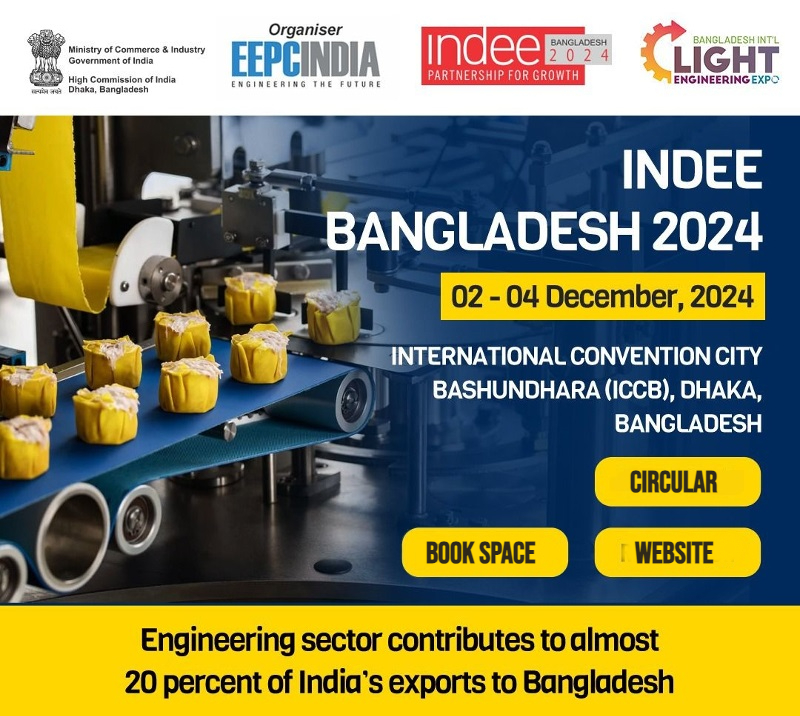 Ministry of Commerce & Industry
Government of India
High Commission of India
Dhaka, Bangladesh
सत्यमेव जयते
Organiser
EEPCINDIA
ENGINEERING THE FUTURE
indee
BANGLADESH
2024
PARTNERSHIP FOR GROWTH
BANGLADESH INT'L
LIGHT
ENGINEERING EXPO
INDEE
BANGLADESH 2024
02 - 04 December, 2024
INTERNATIONAL CONVENTION CITY
BASHUNDHARA (ICCB), DHAKA,
BANGLADESH
CIRCULAR
BOOK SPACE
WEBSITE
Engineering sector contributes to almost
20 percent of India's exports to Bangladesh